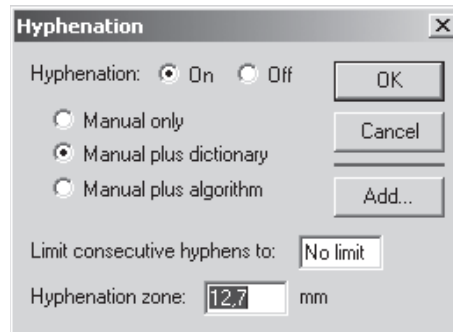 Hyphenation
Hyphenation: On Off
OK
Manual only
Cancel
Manual plus dictionary
Manual plus algorithm
Add...
Limit consecutive hyphens to: No limit
Hyphenation zone: 12,7 mm